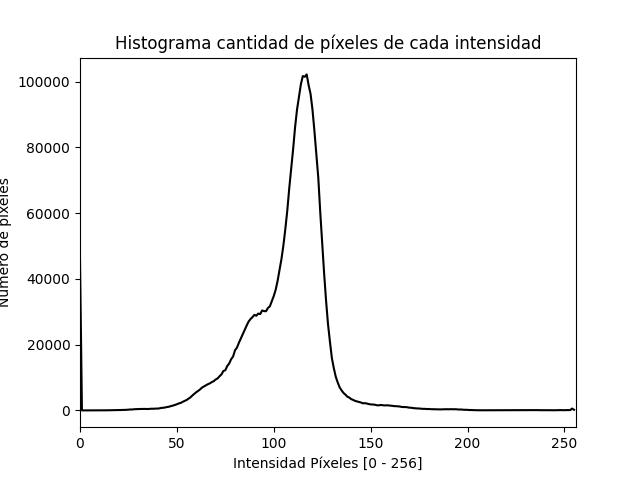 Histograma cantidad de píxeles de cada intensidad
100000
80000
60000
40000
20000
0
Número de píxeles
0 50 100 150 200 250
Intensidad Píxeles [0 - 256]